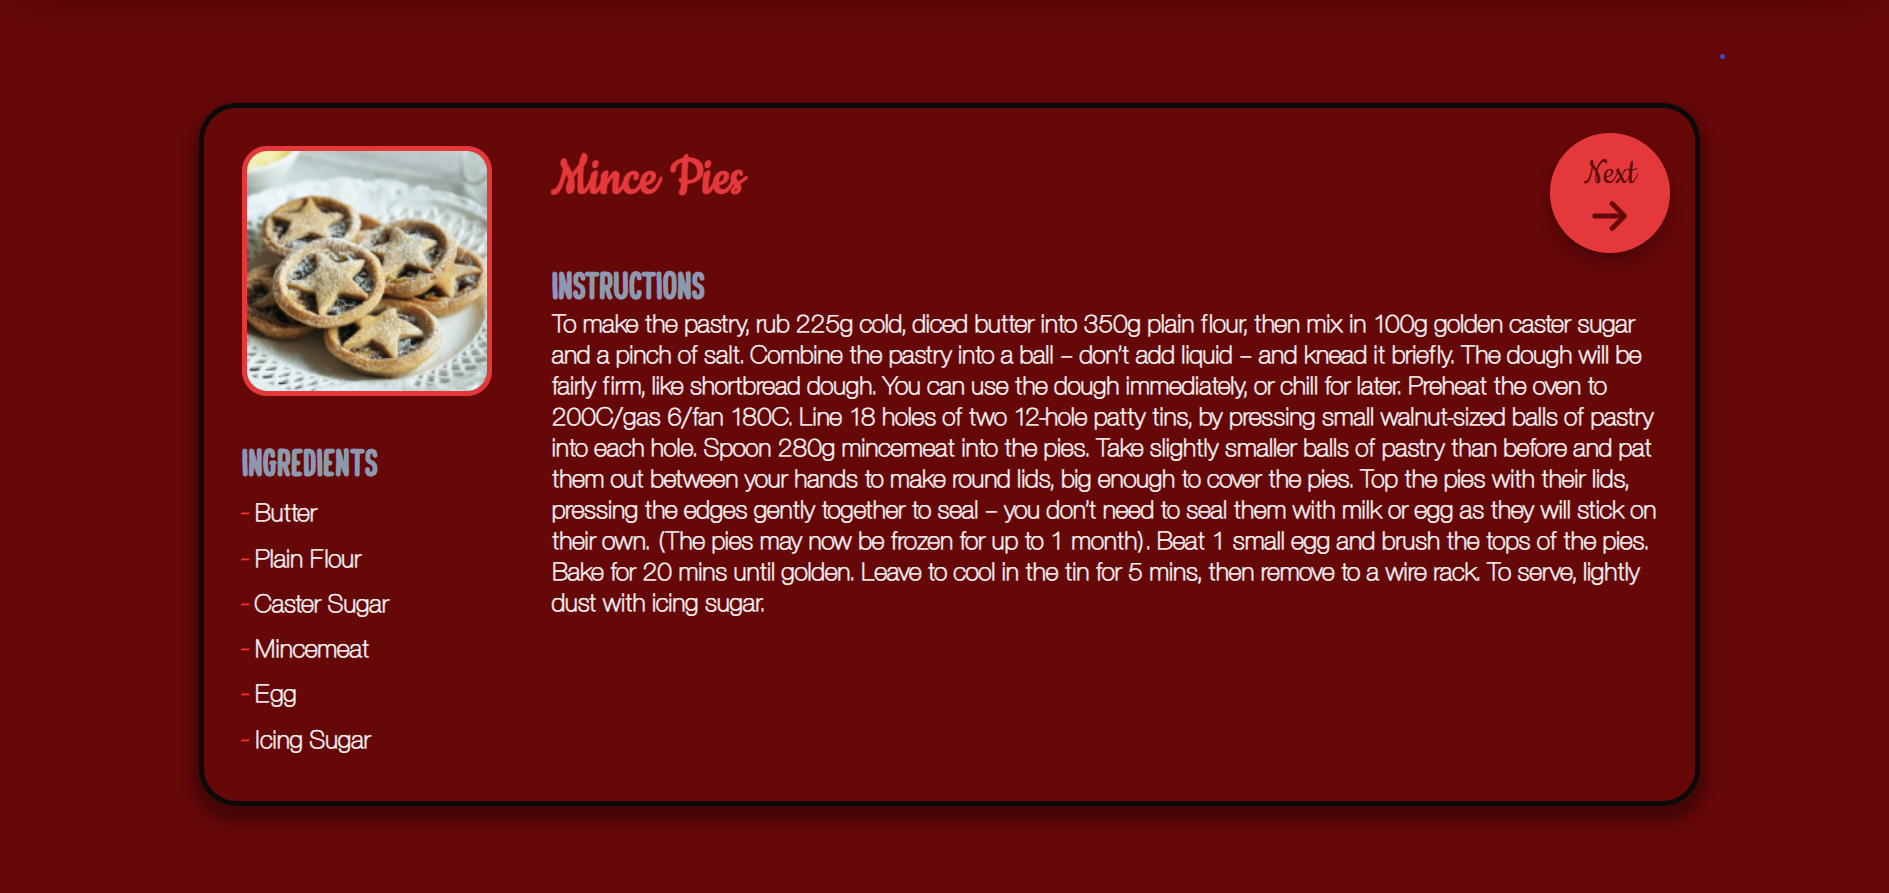 Mince Pies
Next
INSTRUCTIONS
To make the pastry, rub 225g cold, diced butter into 350g plain flour, then mix in 100g golden caster sugar
and a pinch of salt. Combine the pastry into a ball – don't add liquid – and knead it briefly. The dough will be
fairly firm, like shortbread dough. You can use the dough immediately, or chill for later. Preheat the oven to
200C/gas 6/fan 180C. Line 18 holes of two 12-hole patty tins, by pressing small walnut-sized balls of pastry
into each hole. Spoon 280g mincemeat into the pies. Take slightly smaller balls of pastry than before and pat
them out between your hands to make round lids, big enough to cover the pies. Top the pies with their lids,
pressing the edges gently together to seal – you don't need to seal them with milk or egg as they will stick on
their own. (The pies may now be frozen for up to 1 month). Beat 1 small egg and brush the tops of the pies.
Bake for 20 mins until golden. Leave to cool in the tin for 5 mins, then remove to a wire rack. To serve, lightly
dust with icing sugar.
INGREDIENTS
- Butter
- Plain Flour
- Caster Sugar
- Mincemeat
- Egg
- Icing Sugar